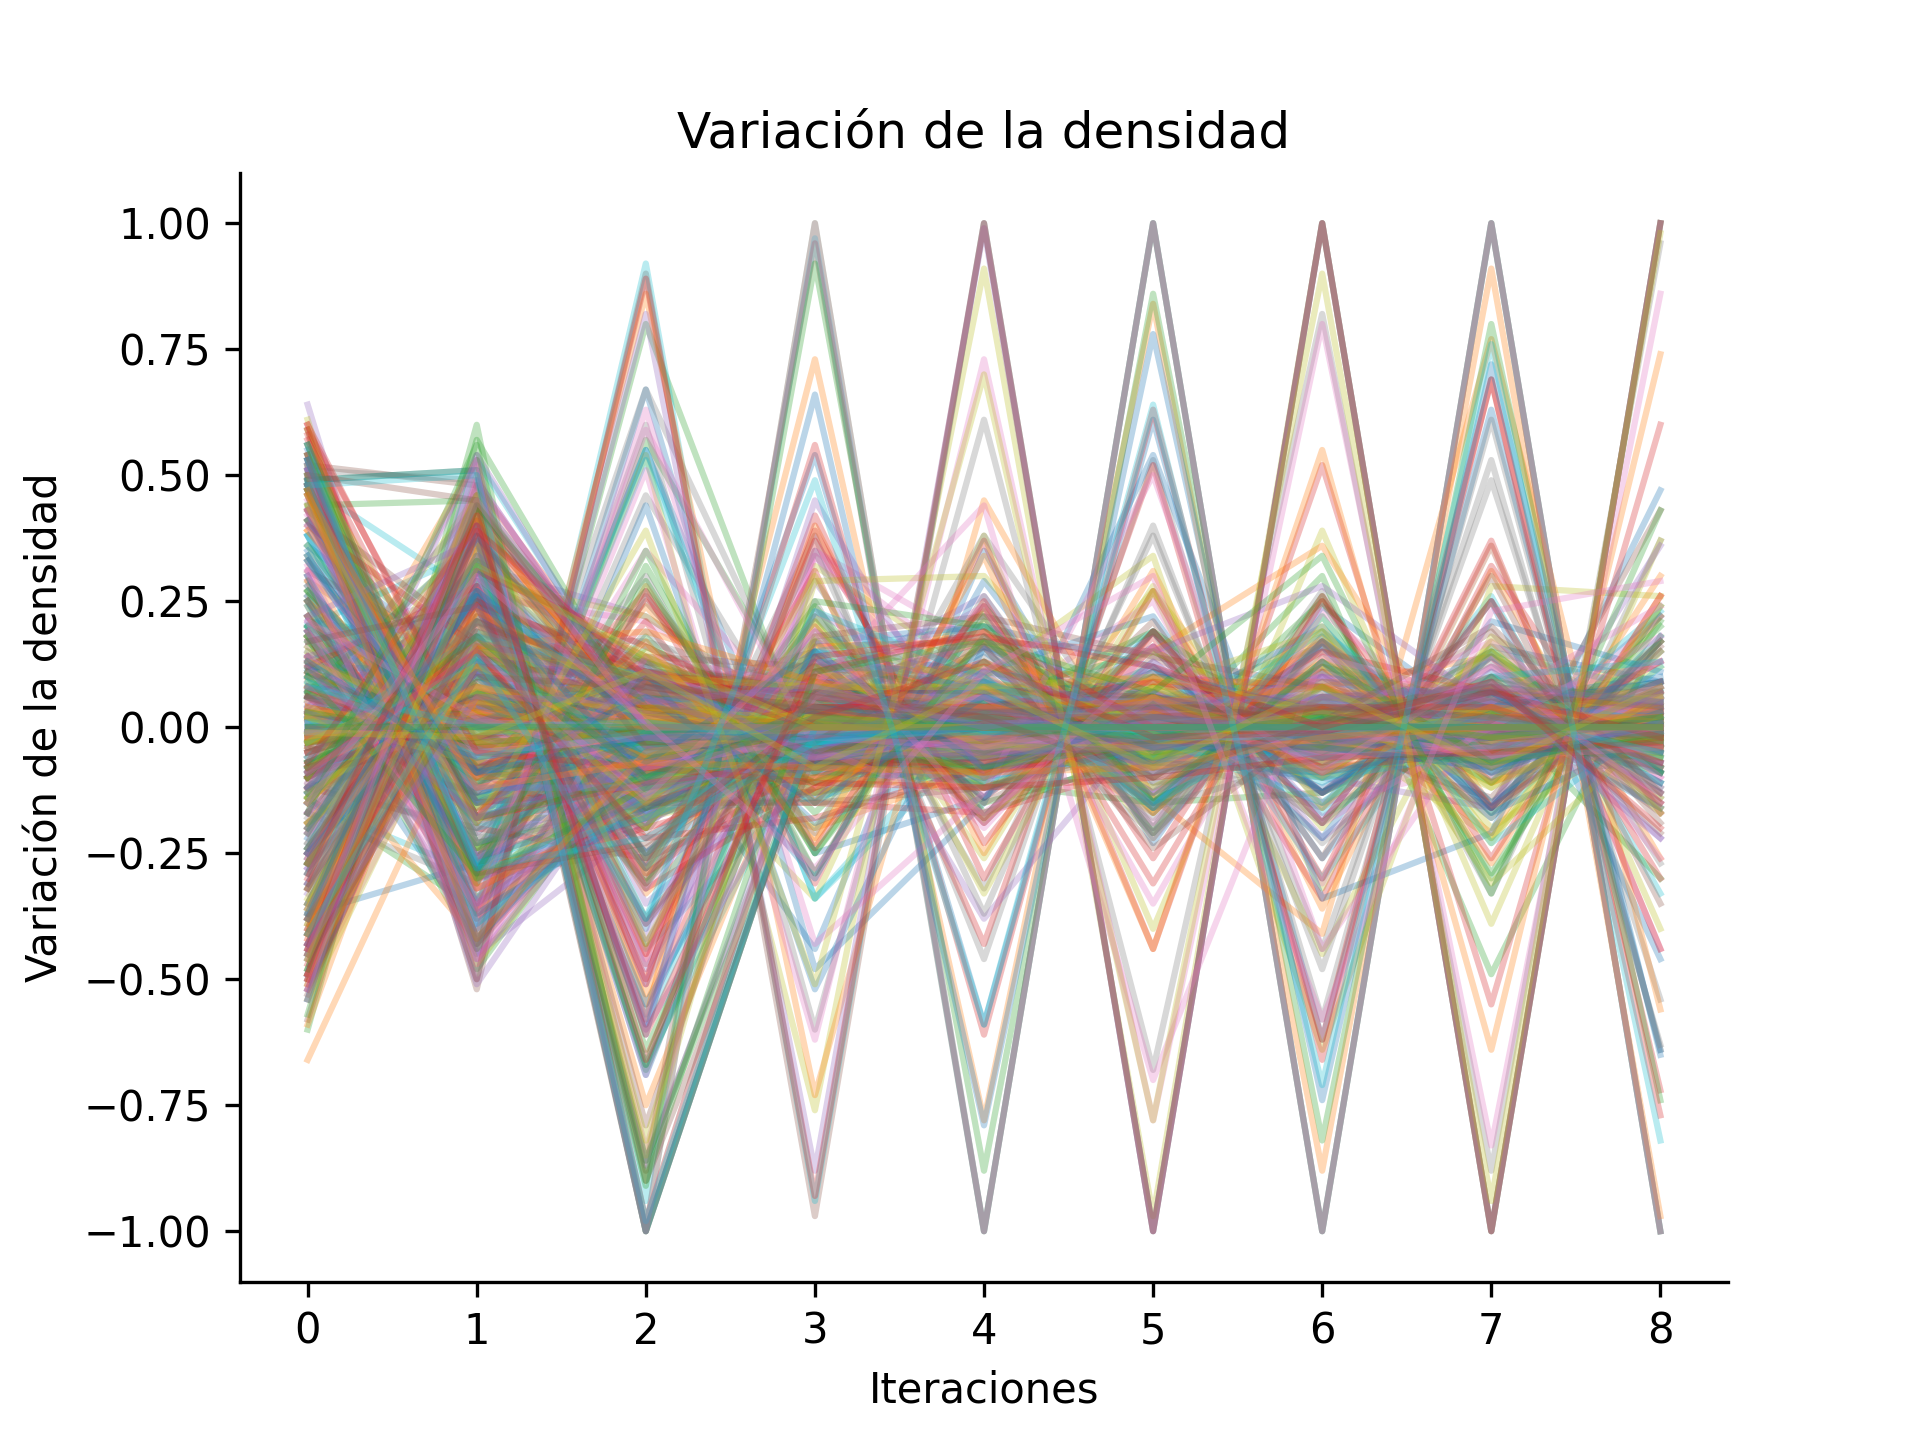 Variación de la densidad
Variación de la densidad
1.00
0.75
0.50
0.25
0.00
−0.25
−0.50
−0.75
−1.00
0 1 2 3 4 5 6 7 8
Iteraciones